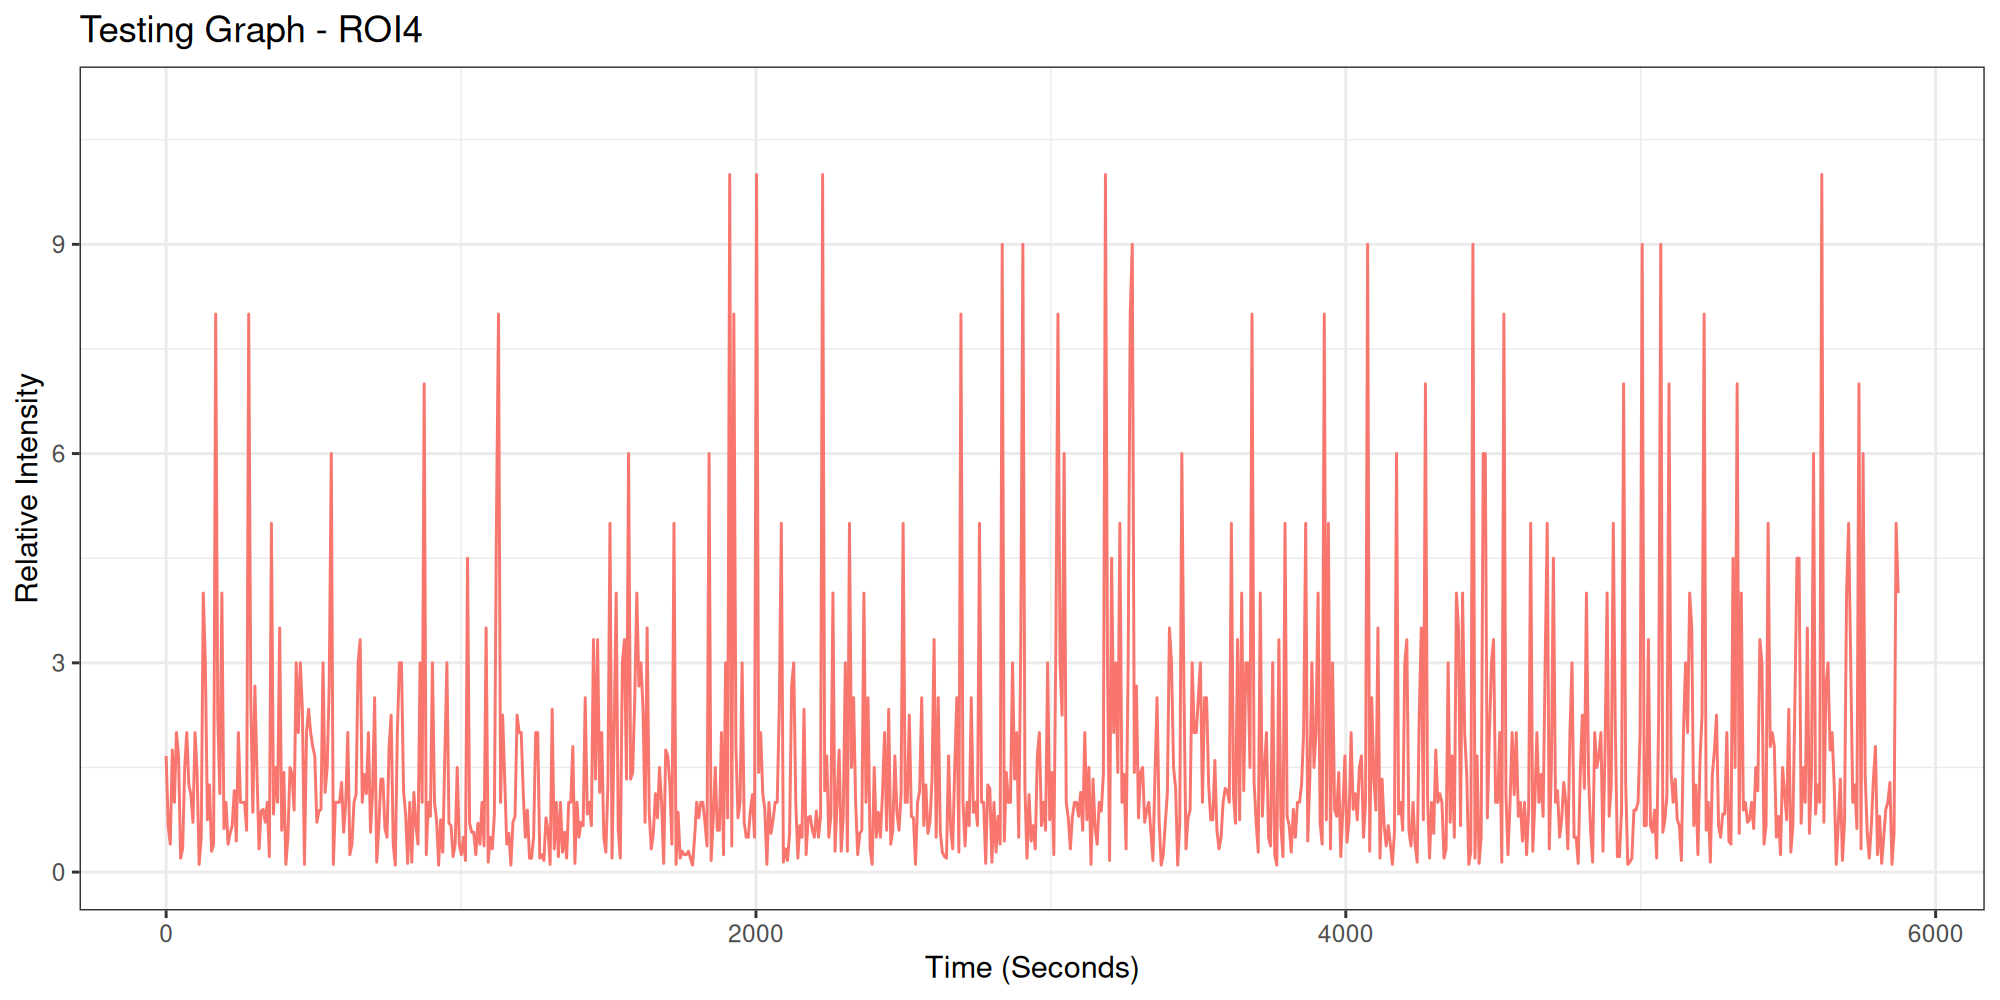 Testing Graph - ROI4
9
6
3
0
Relative Intensity
0 2000 4000 6000
Time (Seconds)